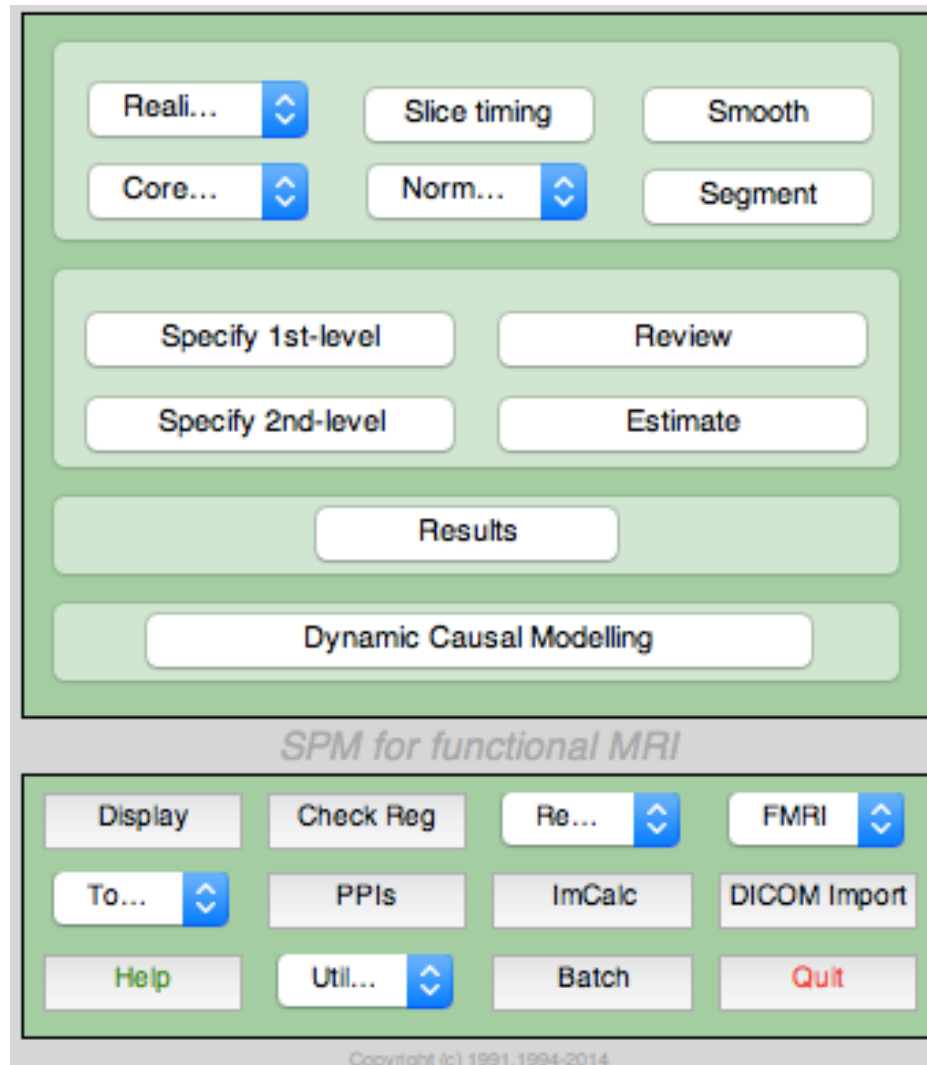 Reali... Slice timing Smooth
Core... Norm... Segment
Specify 1st-level Review
Specify 2nd-level Estimate
Results
Dynamic Causal Modelling
SPM for functional MRI
Display Check Reg Re... FMRI
To... PPIs ImCalc DICOM Import
Help Util... Batch Quit
Copyright (c) 1991,1994-2014